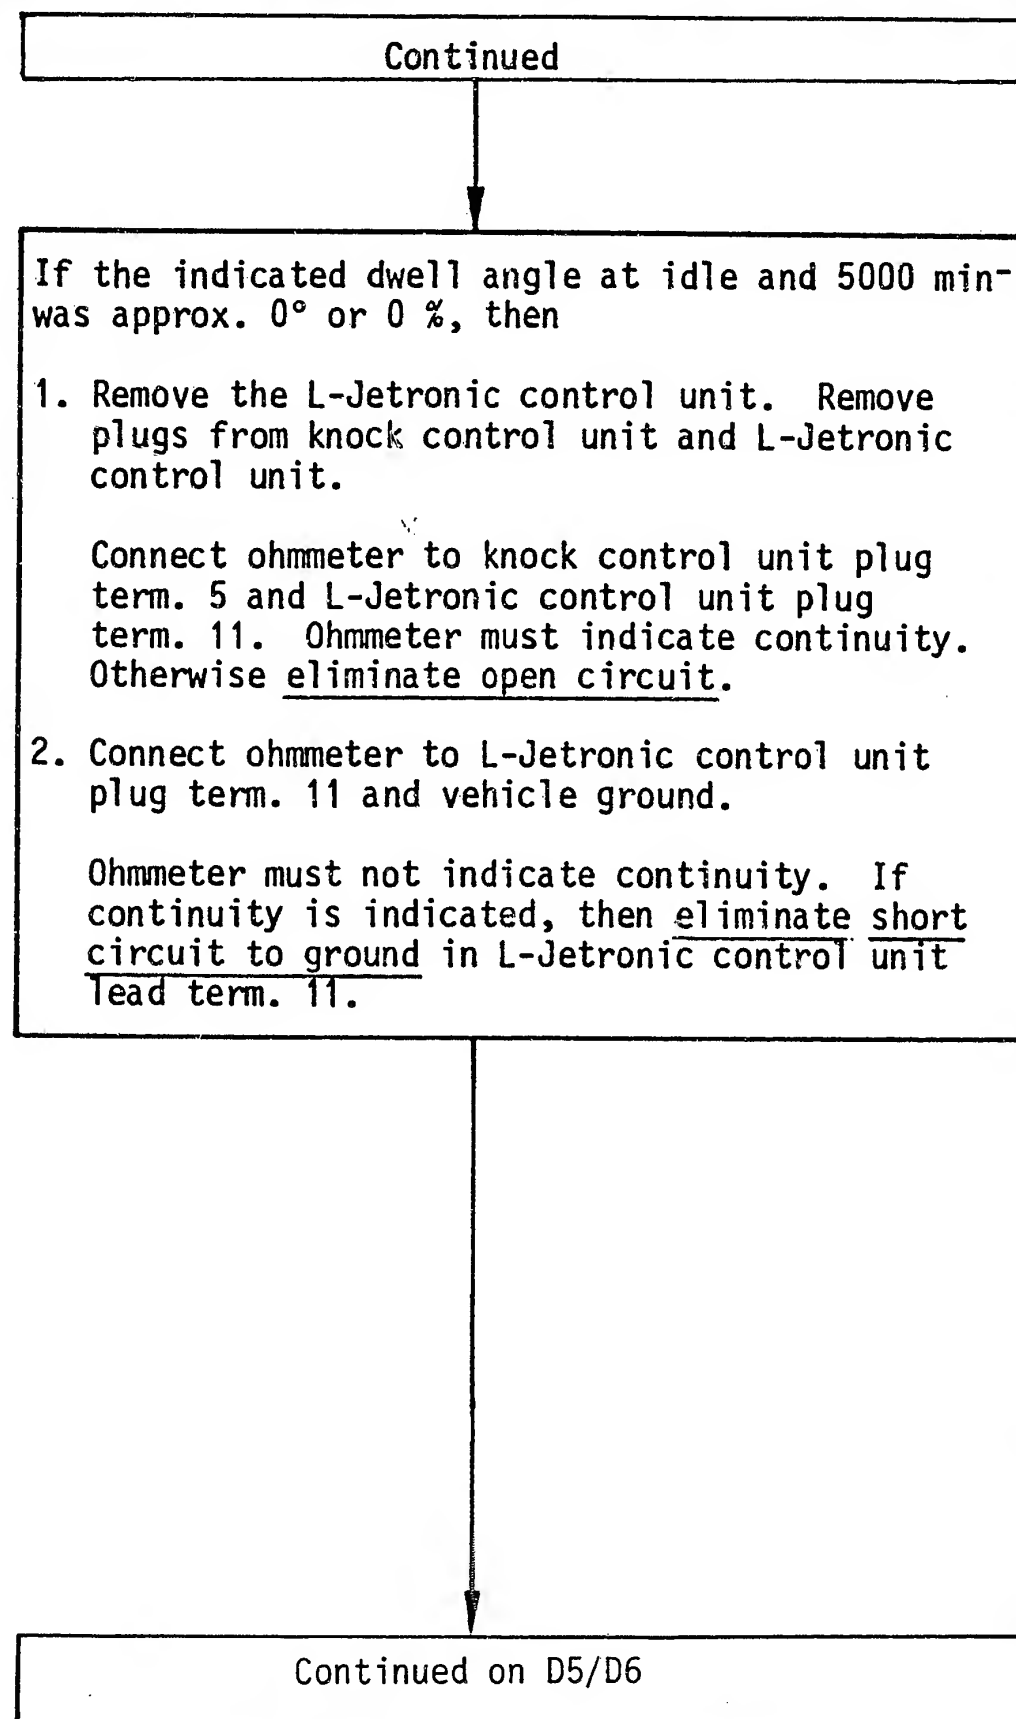 Continued
If the indicated dwell angle at idle and 5000 min-
was approx. 0° or 0 %, then
1. Remove the L-Jetronic control unit. Remove
plugs from knock control unit and L-Jetronic
control unit.
Connect ohmmeter to knock control unit plug
term. 5 and L-Jetronic control unit plug
term. 11. Ohmmeter must indicate continuity.
Otherwise eliminate open circuit.
2. Connect ohmmeter to L-Jetronic control unit
plug term. 11 and vehicle ground.
Ohmmeter must not indicate continuity. If
continuity is indicated, then eliminate short
circuit to ground in L-Jetronic control unit
lead term. 11.
Continued on D5/D6